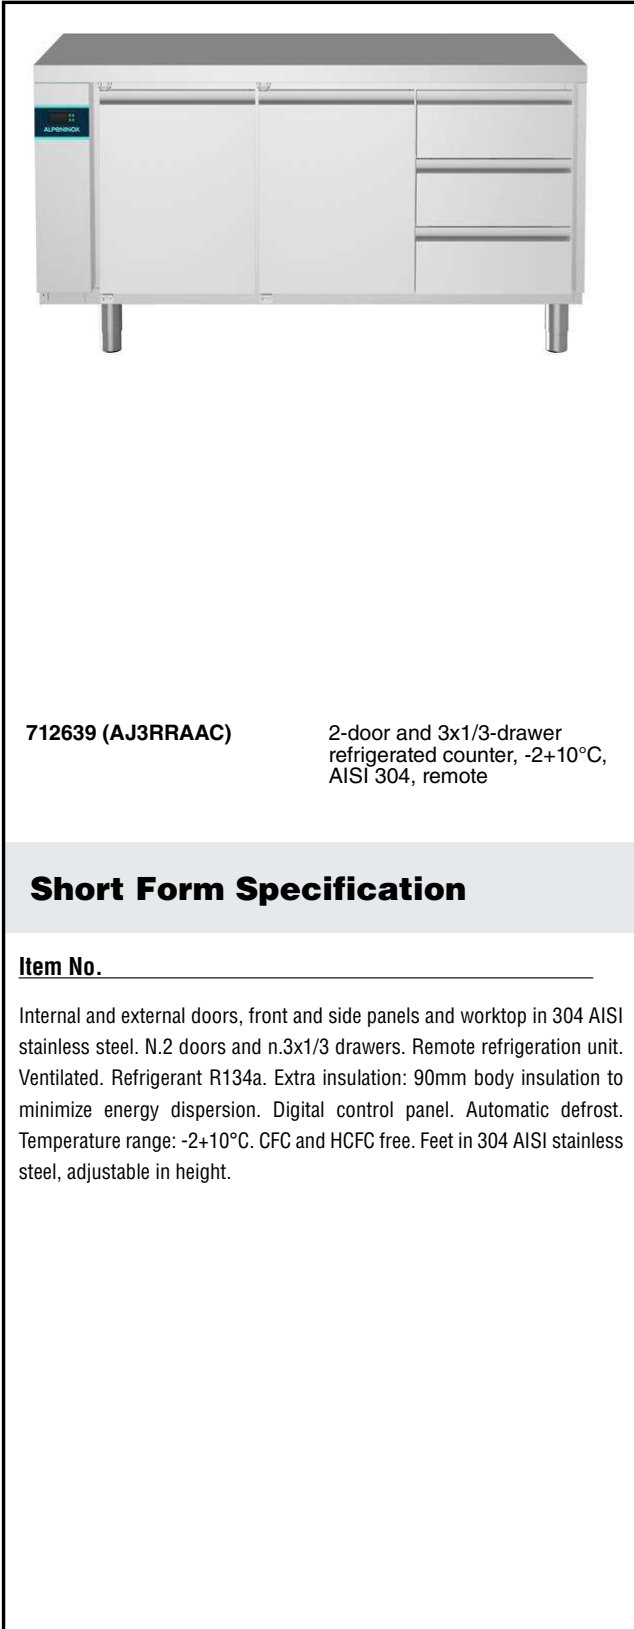 ALPENINOX
712639 (AJ3RRAAC)
2-door and 3x1/3-drawer
refrigerated counter, -2+10°C,
AISI 304, remote
Short Form Specification
Item No.
Internal and external doors, front and side panels and worktop in 304 AISI
stainless steel. N.2 doors and n.3x1/3 drawers. Remote refrigeration unit.
Ventilated. Refrigerant R134a. Extra insulation: 90mm body insulation to
minimize energy dispersion. Digital control panel. Automatic defrost.
Temperature range: -2+10°C. CFC and HCFC free. Feet in 304 AISI stainless
steel, adjustable in height.